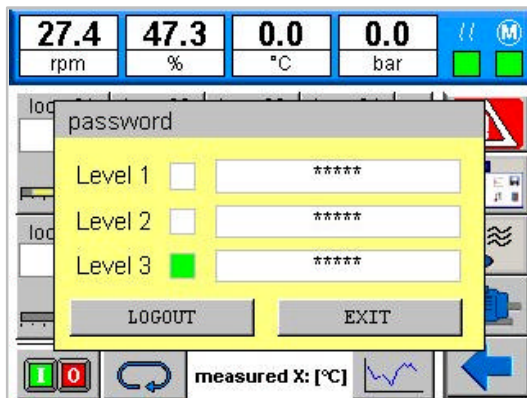 27.4 47.3 0.0 0.0
rpm % °C bar
M
password
Level 1 *****
Level 2 *****
Level 3 *****
LOGOUT EXIT
I 0 measured X: [°C]